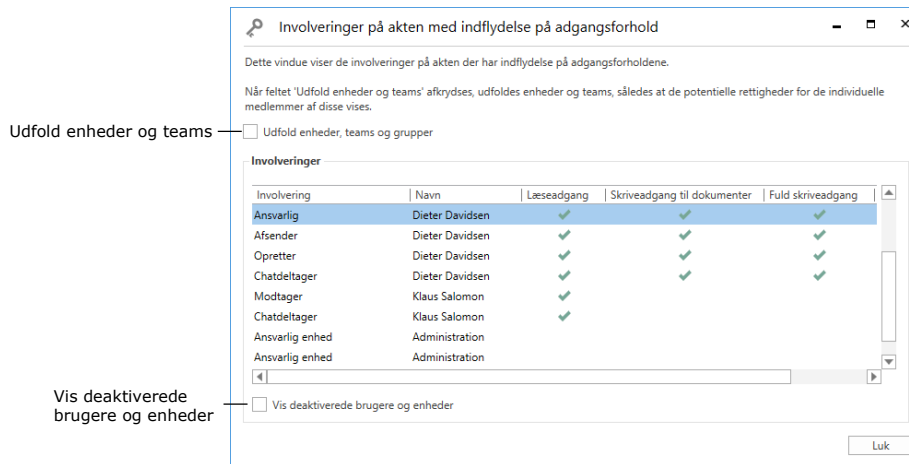 Involveringer på akten med indflydelse på adgangsforhold
Dette vindue viser de involveringer på akten der har indflydelse på adgangsforholdene.
Når feltet 'Udfold enheder og teams' afkrydses, udfoldes enheder og teams, således at de potentielle rettigheder for de individuelle
medlemmer af disse vises.
Udfold enheder og teams
Udfold enheder, teams og grupper
Involveringer
Involvering Navn Læseadgang Skriveadgang til dokumenter Fuld skriveadgang
Ansvarlig Dieter Davidsen
Afsender Dieter Davidsen
Opretter Dieter Davidsen
Chatdeltager Dieter Davidsen
Modtager Klaus Salomon
Chatdeltager Klaus Salomon
Ansvarlig enhed Administration
Ansvarlig enhed Administration
Vis deaktiverede
brugere og enheder
Vis deaktiverede brugere og enheder
Luk